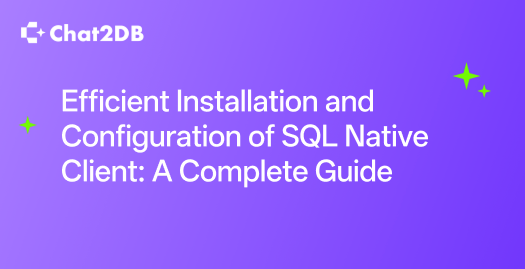 Chat2DB
Efficient Installation and
Configuration of SQL Native
Client: A Complete Guide